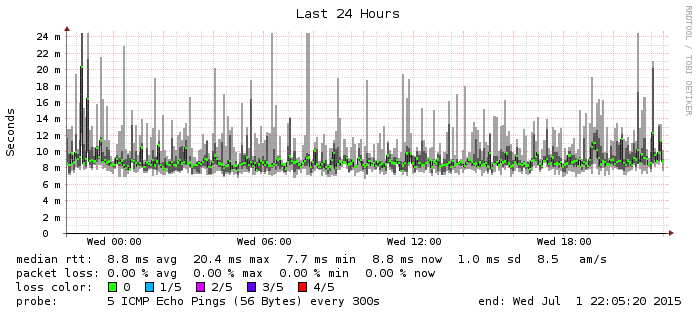 Last 24 Hours
RRDTOOL / TOBI OETIKER
Seconds
24 m
22 m
20 m
18 m
16 m
14 m
12 m
10 m
8 m
6 m
4 m
2 m
0
Wed 00:00 Wed 06:00 Wed 12:00 Wed 18:00
median rtt: 8.8 ms avg 20.4 ms max 7.7 ms min 8.8 ms now 1.0 ms sd 8.5 am/s
packet loss: 0.00 % avg 0.00 % max 0.00 % min 0.00 % now
loss color: 0 1/5 2/5 3/5 4/5
probe: 5 ICMP Echo Pings (56 Bytes) every 300s end: Wed Jul 1 22:05:20 2015